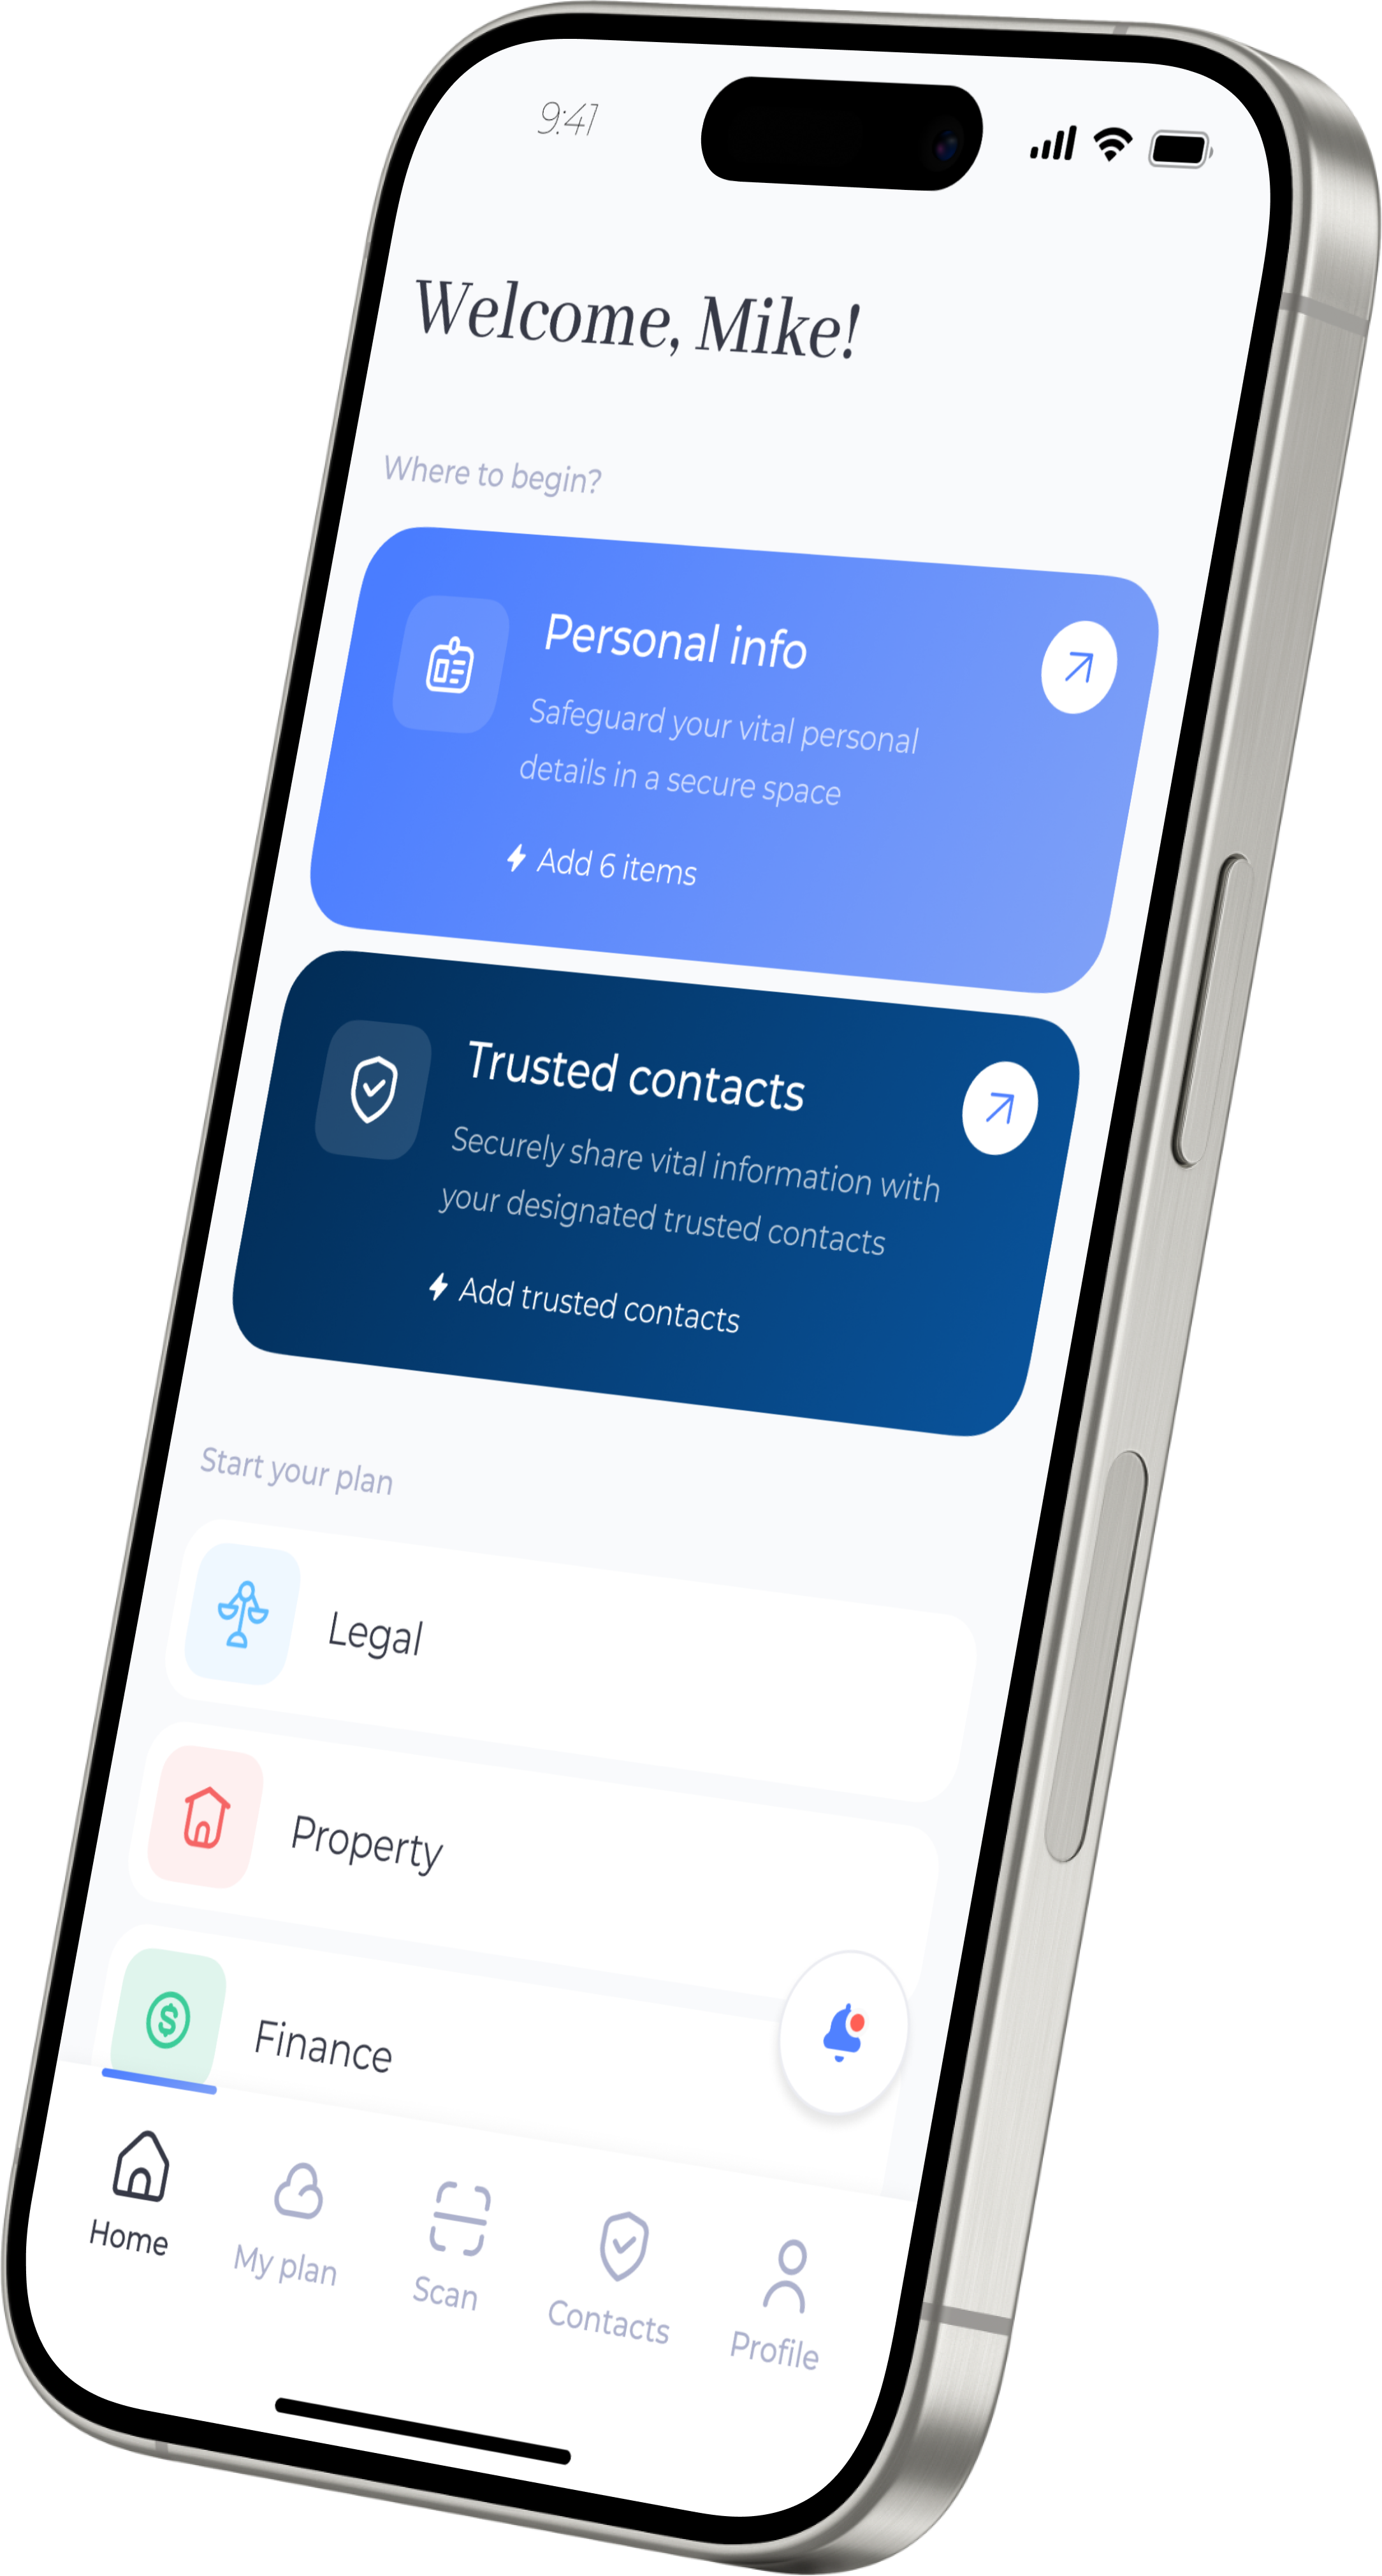 9:41
Welcome, Mike!
Where to begin?
Personal info
Safeguard your vital personal
details in a secure space
Add 6 items
Trusted contacts
Securely share vital information with
your designated trusted contacts
Add trusted contacts
Start your plan
Legal
Property
Finance
Home
My plan
Scan
Contacts
Profile